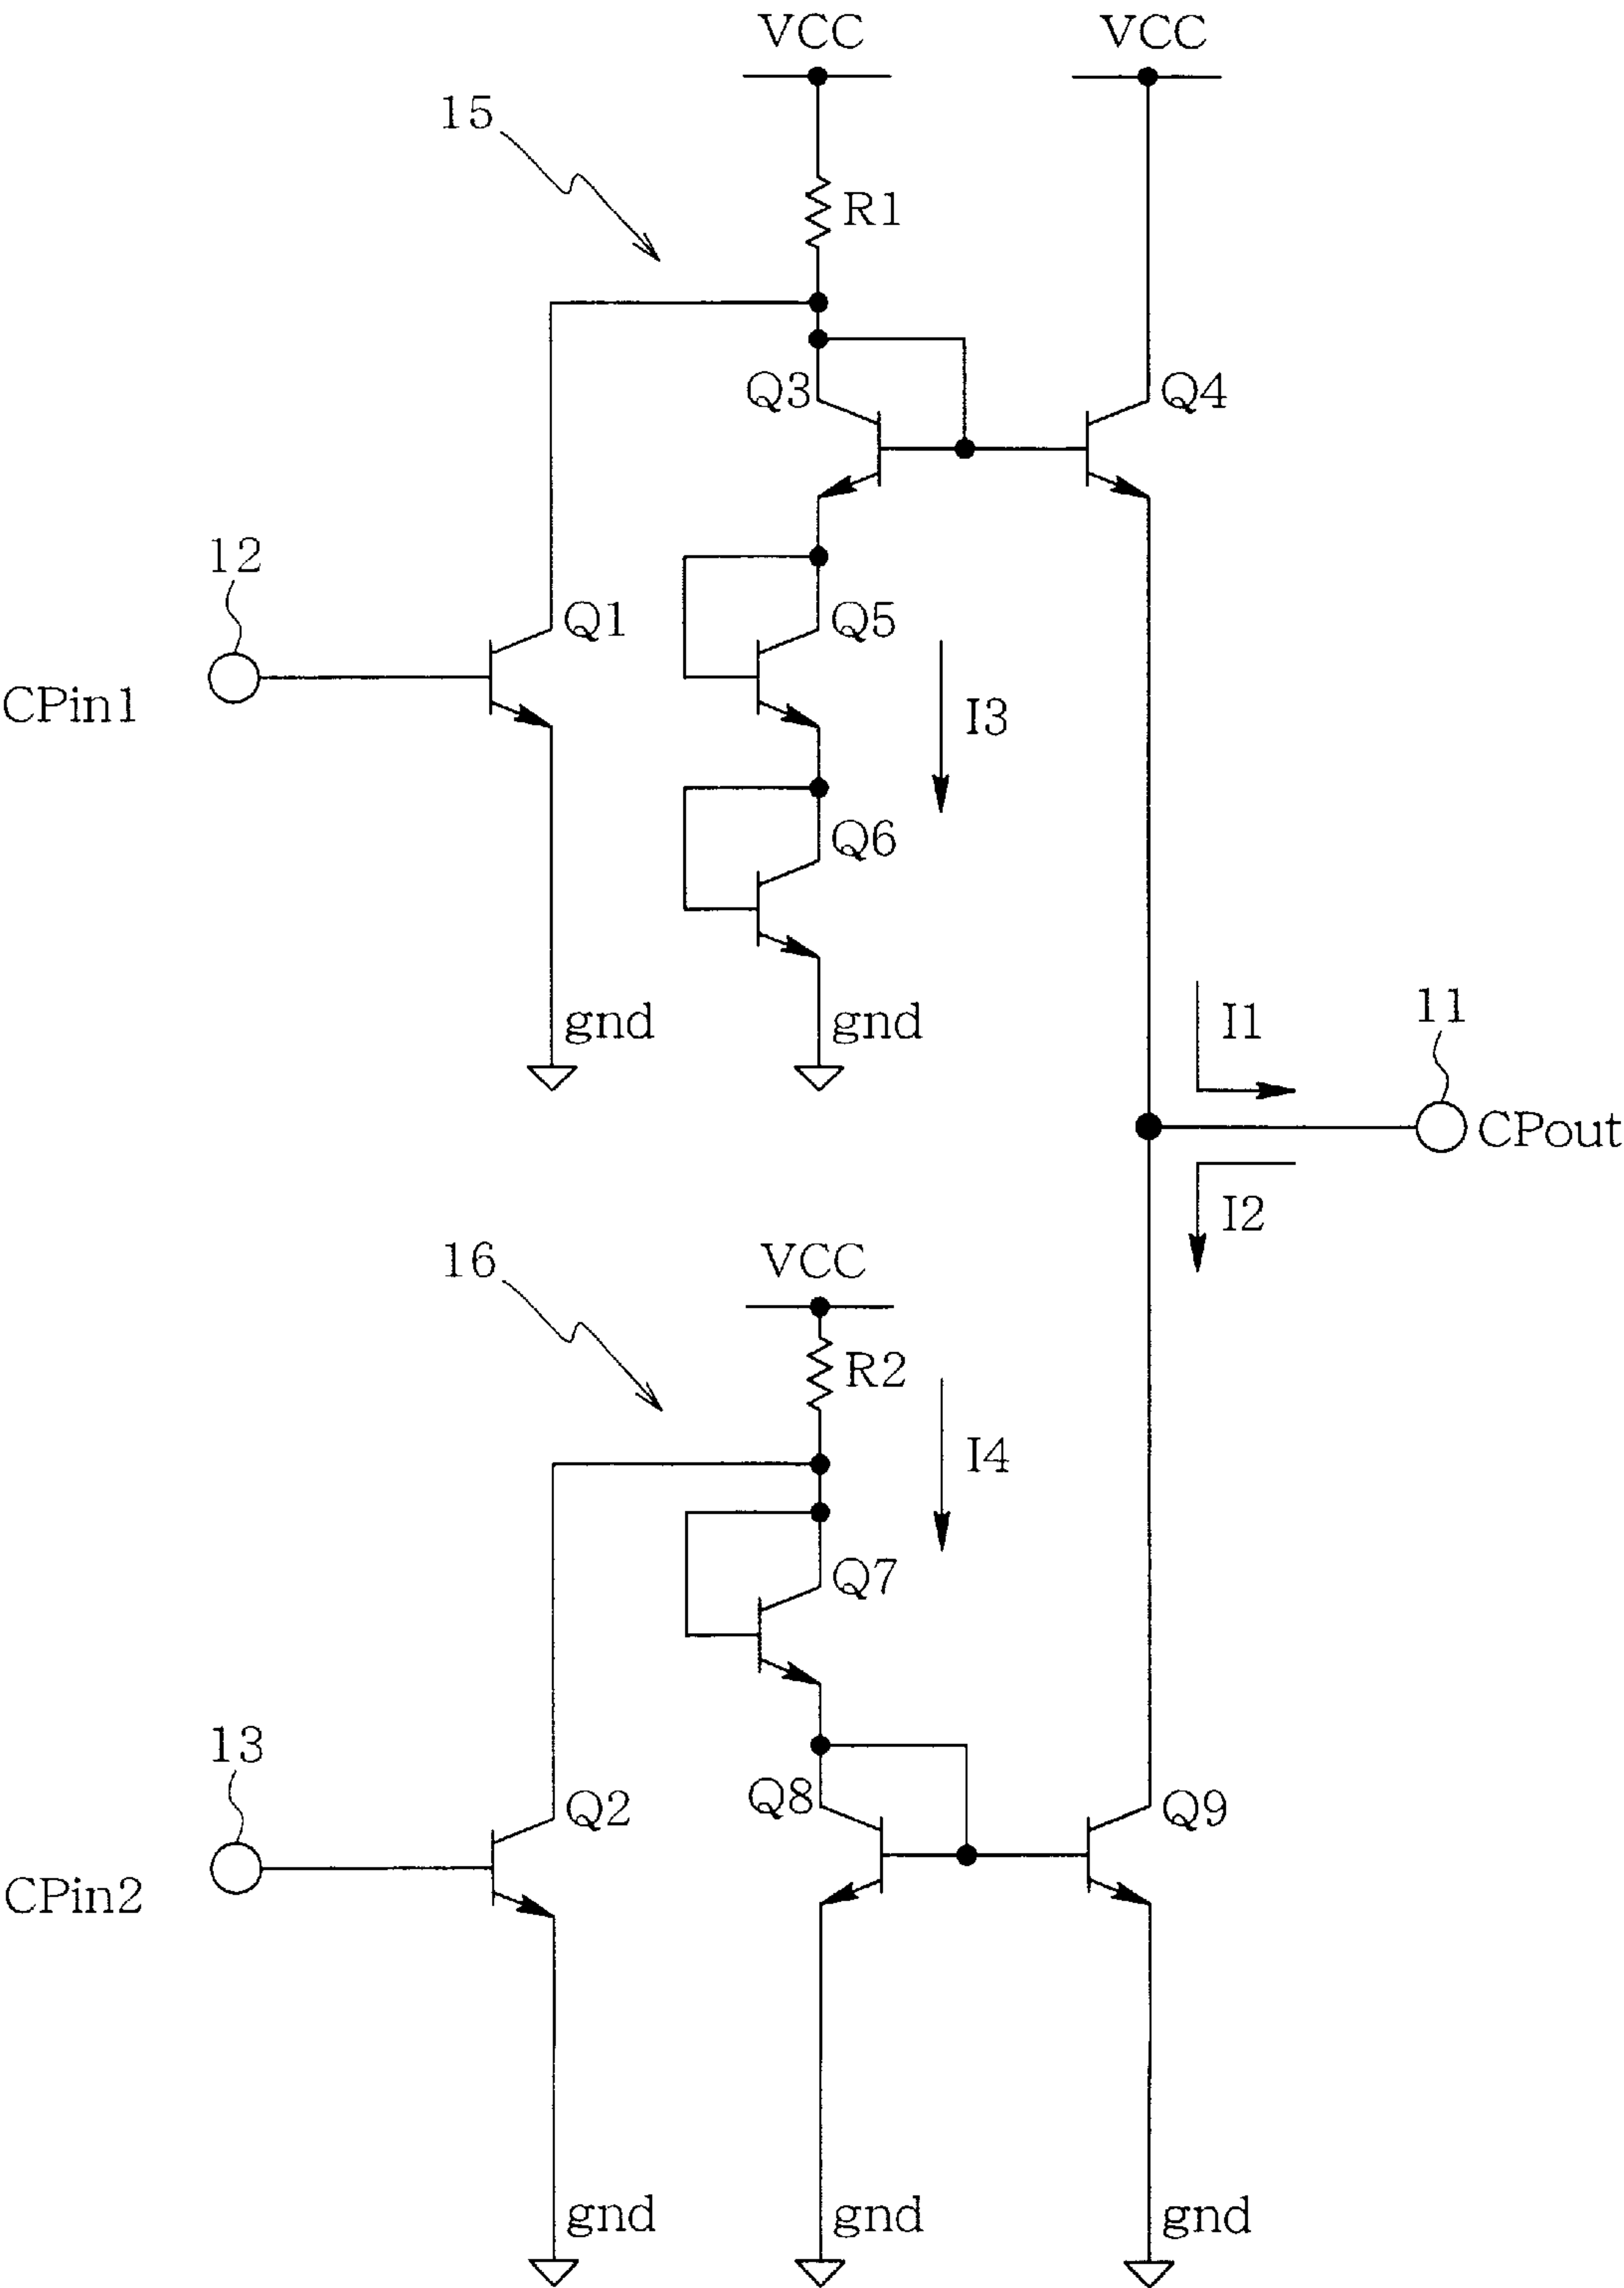 VCC VCC
15
R1
Q3 Q4
12
Q1 Q5
CPin1
I3
Q6
gnd gnd
I1 11
CPout
I2
16 VCC
R2
I4
Q7
13
Q2 Q8 Q9
CPin2
gnd gnd gnd